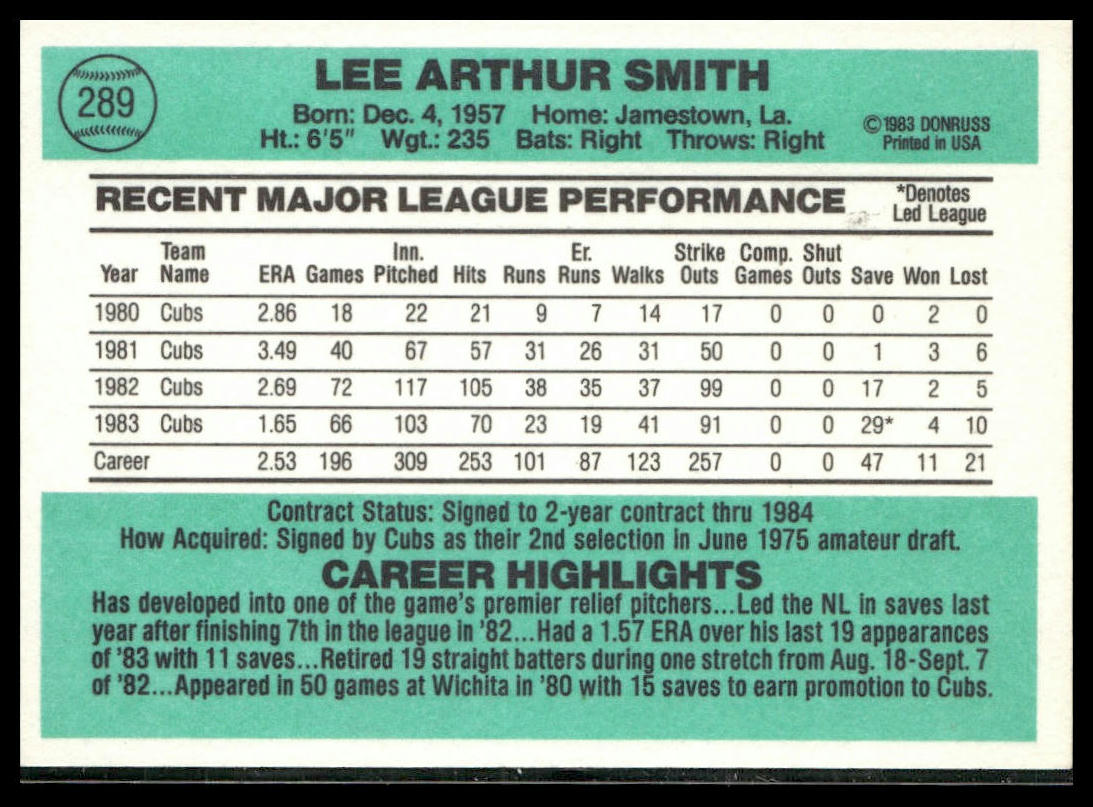 289
LEE ARTHUR SMITH
Born: Dec. 4, 1957 Home: Jamestown, La.
Ht.: 6'5" Wgt.: 235 Bats: Right Throws: Right
© 1983 DONRUSS
Printed in USA
RECENT MAJOR LEAGUE PERFORMANCE
*Denotes
Led League
Team Inn. Er. Strike Comp. Shut
Year Name ERA Games Pitched Hits Runs Runs Walks Outs Games Outs Save Won Lost
1980 Cubs 2.86 18 22 21 9 7 14 17 0 0 0 2 0
1981 Cubs 3.49 40 67 57 31 26 31 50 0 0 1 3 6
1982 Cubs 2.69 72 117 105 38 35 37 99 0 0 17 2 5
1983 Cubs 1.65 66 103 70 23 19 41 91 0 0 29* 4 10
Career 2.53 196 309 253 101 87 123 257 0 0 47 11 21
Contract Status: Signed to 2-year contract thru 1984
How Acquired: Signed by Cubs as their 2nd selection in June 1975 amateur draft.
CAREER HIGHLIGHTS
Has developed into one of the game's premier relief pitchers...Led the NL in saves last
year after finishing 7th in the league in '82...Had a 1.57 ERA over his last 19 appearances
of '83 with 11 saves...Retired 19 straight batters during one stretch from Aug. 18-Sept. 7
of '82...Appeared in 50 games at Wichita in '80 with 15 saves to earn promotion to Cubs.